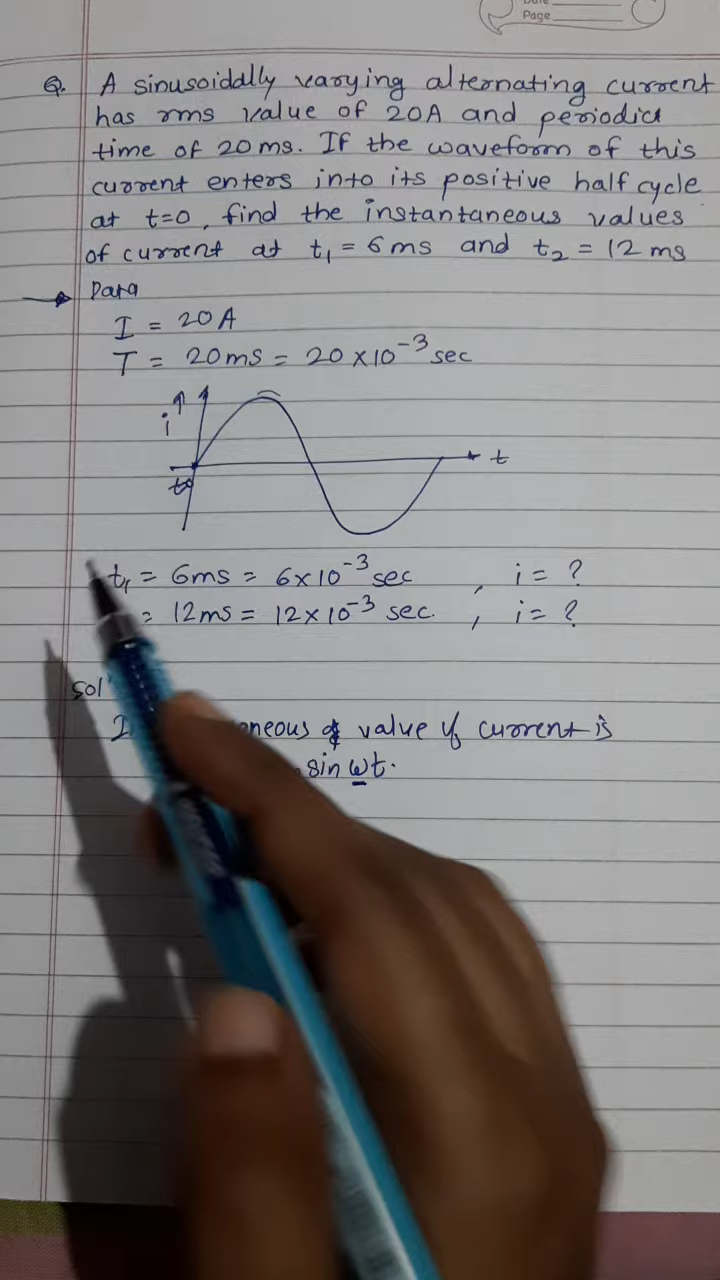 Page
Q. A sinusoidally varying alternating current
has rms value of 20A and periodic
time of 20ms. If the waveform of this
current enters into its positive half cycle
at t=0, find the instantaneous values
of current at t₁ = 6ms and t₂ = 12 ms
Data
I = 20A
T = 20ms = 20×10⁻³ sec
i
t
t₁ = 6ms = 6×10⁻³ sec , i = ?
= 12ms = 12×10⁻³ sec. , i = ?
sol
value of current is
sin ωt.